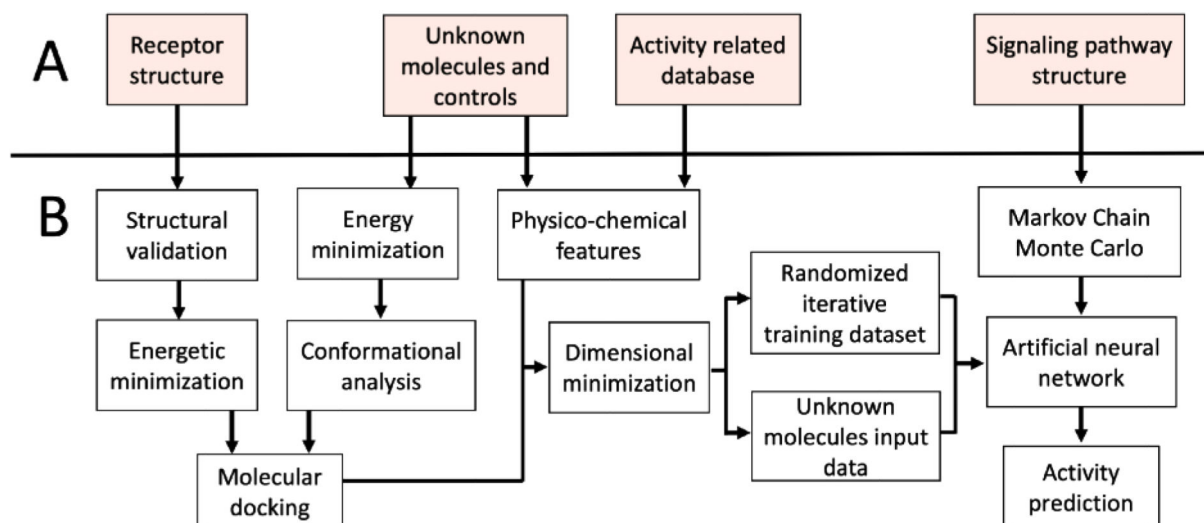 A
Receptor
structure
Unknown
molecules and
controls
Activity related
database
Signaling pathway
structure
B
Structural
validation
Energy
minimization
Physico-chemical
features
Markov Chain
Monte Carlo
Energetic
minimization
Conformational
analysis
Dimensional
minimization
Randomized
iterative
training dataset
Unknown
molecules input
data
Artificial neural
network
Molecular
docking
Activity
prediction